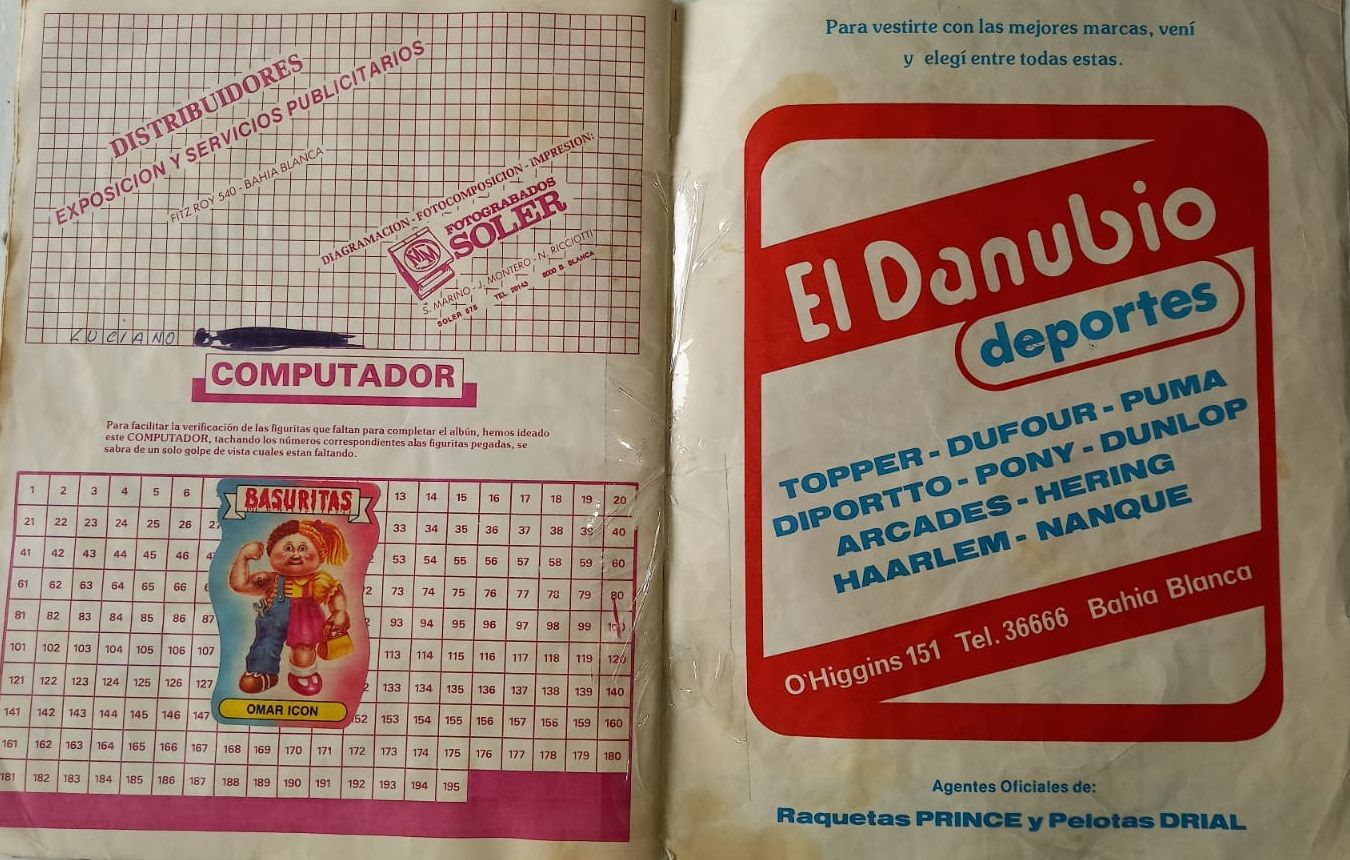 DISTRIBUIDORES
EXPOSICION Y SERVICIOS PUBLICITARIOS
FITZ ROY 540 - BAHIA BLANCA
DIAGRAMACION - FOTOCOMPOSICION - IMPRESION:
FOTOGRABADOS
SOLER
S. MARINO - J. MONTERO - N. RICCIOTTI
SOLER 676 TEL. 29143 8000 B. BLANCA
LUCIANO
COMPUTADOR
Para facilitar la verificación de las figuritas que faltan para completar el albún, hemos ideado
este COMPUTADOR, tachando los números correspondientes alas figuritas pegadas, se
sabra de un solo golpe de vista cuales estan faltando.
1 2 3 4 5 6 13 14 15 16 17 18 19 20
21 22 23 24 25 26 33 34 35 36 37 38 39 40
41 42 43 44 45 46 53 54 55 56 57 58 59 60
61 62 63 64 65 66 73 74 75 76 77 78 79 80
81 82 83 84 85 86 87 93 94 95 96 97 98 99 100
101 102 103 104 105 106 107 113 114 115 116 117 118 119 120
121 122 123 124 125 126 127 133 134 135 136 137 138 139 140
141 142 143 144 145 146 147 152 153 154 155 156 157 158 159 160
161 162 163 164 165 166 167 168 169 170 171 172 173 174 175 176 177 178 179 180
181 182 183 184 185 186 187 188 189 190 191 192 193 194 195
BASURITAS
OMAR ICON
Para vestirte con las mejores marcas, vení
y elegí entre todas estas.
El Danubio
deportes
TOPPER - DUFOUR - PUMA
DIPORTTO - PONY - DUNLOP
ARCADES - HERING
HAARLEM - NANQUE
O'Higgins 151 Tel. 36666 Bahia Blanca
Agentes Oficiales de:
Raquetas PRINCE y Pelotas DRIAL